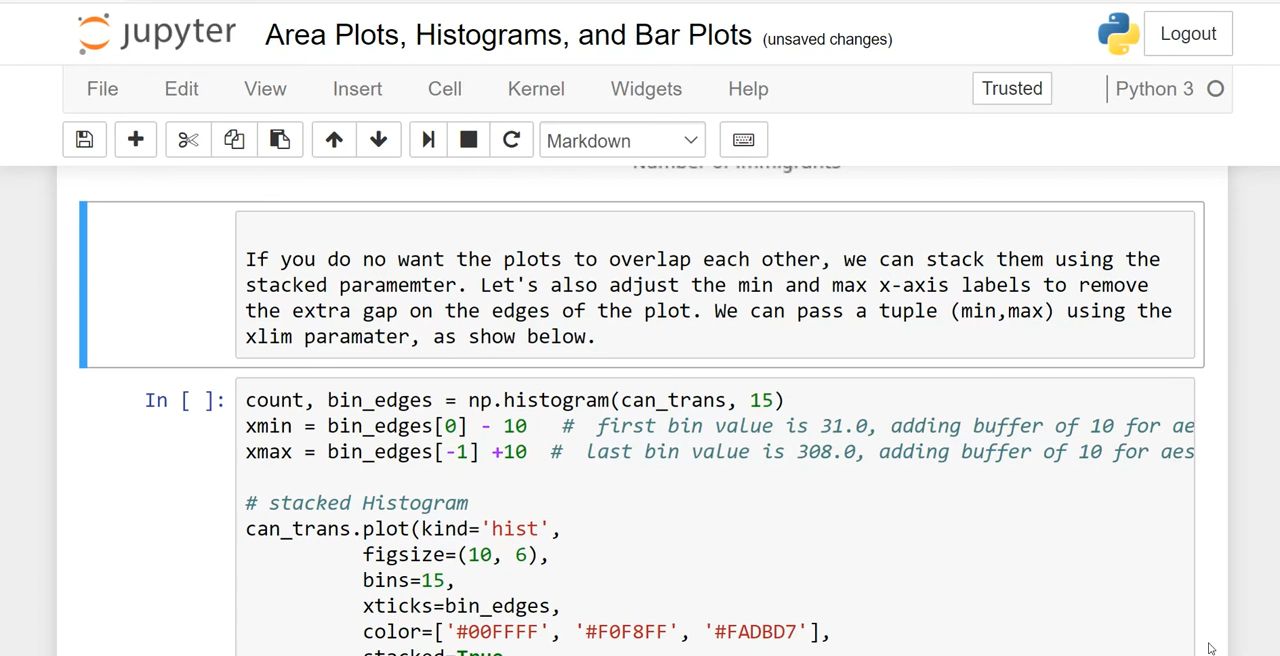 jupyter Area Plots, Histograms, and Bar Plots (unsaved changes) Logout
File Edit View Insert Cell Kernel Widgets Help Trusted Python 3
Markdown
Number of Immigrants
If you do no want the plots to overlap each other, we can stack them using the
stacked paramemter. Let's also adjust the min and max x-axis labels to remove
the extra gap on the edges of the plot. We can pass a tuple (min,max) using the
xlim paramater, as show below.
In [ ]: count, bin_edges = np.histogram(can_trans, 15)
xmin = bin_edges[0] - 10 # first bin value is 31.0, adding buffer of 10 for ae
xmax = bin_edges[-1] +10 # last bin value is 308.0, adding buffer of 10 for aes
# stacked Histogram
can_trans.plot(kind='hist',
figsize=(10, 6),
bins=15,
xticks=bin_edges,
color=['#00FFFF', '#F0F8FF', '#FADBD7'],
stacked=True